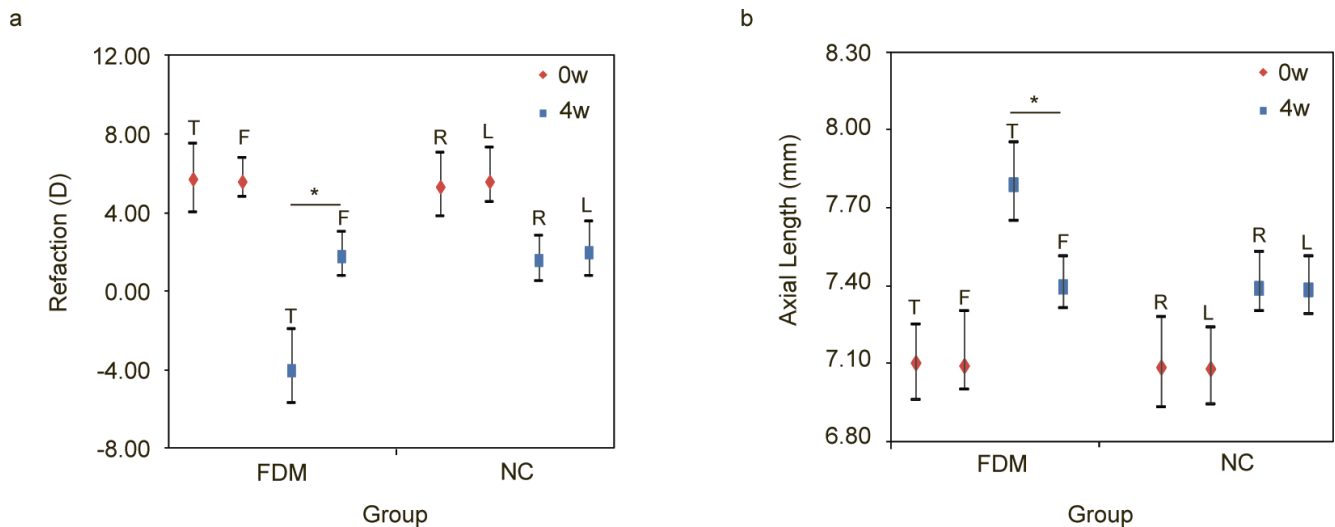 a
12.00
8.00
4.00
0.00
-4.00
-8.00
Refaction (D)
0w
4w
T
F
*
T
F
R
L
R
L
FDM
NC
Group
b
8.30
8.00
7.70
7.40
7.10
6.80
Axial Length (mm)
0w
4w
*
T
F
T
F
R
L
R
L
FDM
NC
Group